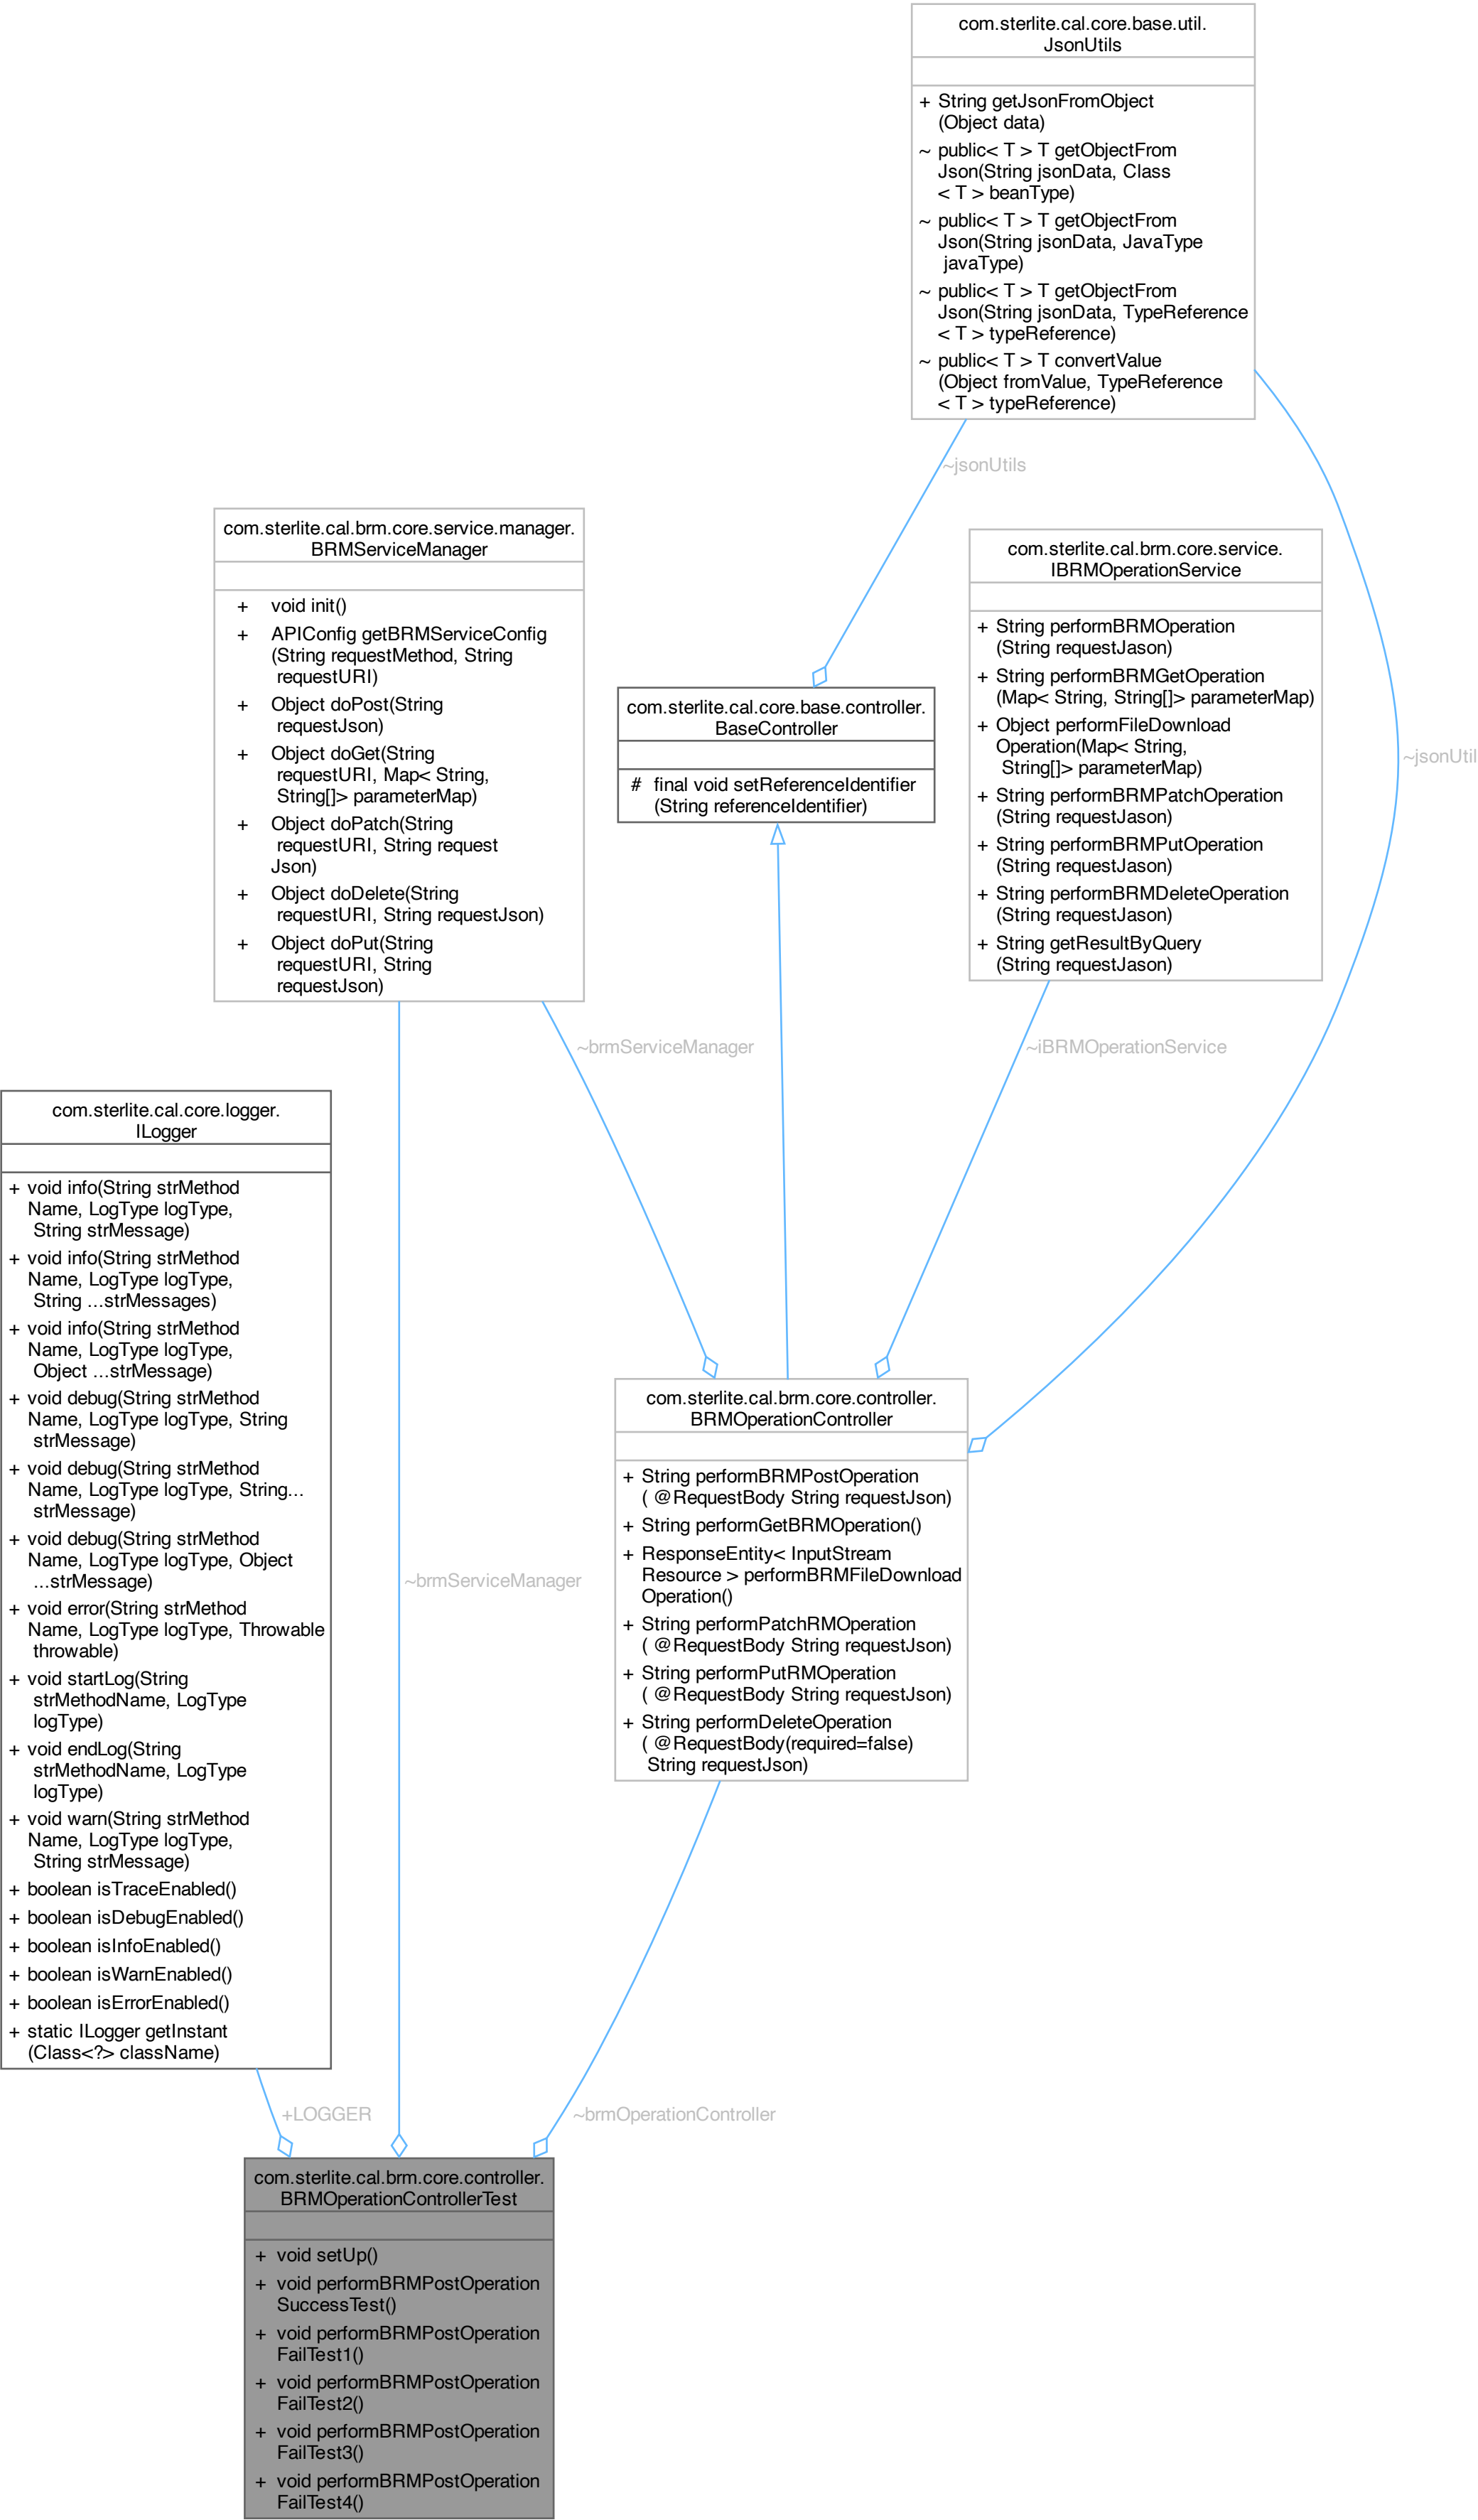 com.sterlite.cal.core.base.util.
JsonUtils
+ String getJsonFromObject
(Object data)
~ public< T > T getObjectFrom
Json(String jsonData, Class
< T > beanType)
~ public< T > T getObjectFrom
Json(String jsonData, JavaType
javaType)
~ public< T > T getObjectFrom
Json(String jsonData, TypeReference
< T > typeReference)
~ public< T > T convertValue
(Object fromValue, TypeReference
< T > typeReference)
~jsonUtils
com.sterlite.cal.brm.core.service.manager.
BRMServiceManager
+ void init()
+ APIConfig getBRMServiceConfig
(String requestMethod, String
requestURI)
+ Object doPost(String
requestJson)
+ Object doGet(String
requestURI, Map< String,
String[]> parameterMap)
+ Object doPatch(String
requestURI, String request
Json)
+ Object doDelete(String
requestURI, String requestJson)
+ Object doPut(String
requestURI, String
requestJson)
com.sterlite.cal.core.base.controller.
BaseController
# final void setReferenceIdentifier
(String referenceIdentifier)
com.sterlite.cal.brm.core.service.
IBRMOperationService
+ String performBRMOperation
(String requestJason)
+ String performBRMGetOperation
(Map< String, String[]> parameterMap)
+ Object performFileDownload
Operation(Map< String,
String[]> parameterMap)
+ String performBRMPatchOperation
(String requestJason)
+ String performBRMPutOperation
(String requestJason)
+ String performBRMDeleteOperation
(String requestJason)
+ String getResultByQuery
(String requestJason)
~jsonUtil
~brmServiceManager
~iBRMOperationService
com.sterlite.cal.core.logger.
ILogger
+ void info(String strMethod
Name, LogType logType,
String strMessage)
+ void info(String strMethod
Name, LogType logType,
String ...strMessages)
+ void info(String strMethod
Name, LogType logType,
Object ...strMessage)
+ void debug(String strMethod
Name, LogType logType, String
strMessage)
+ void debug(String strMethod
Name, LogType logType, String...
strMessage)
+ void debug(String strMethod
Name, LogType logType, Object
...strMessage)
+ void error(String strMethod
Name, LogType logType, Throwable
throwable)
+ void startLog(String
strMethodName, LogType
logType)
+ void endLog(String
strMethodName, LogType
logType)
+ void warn(String strMethod
Name, LogType logType,
String strMessage)
+ boolean isTraceEnabled()
+ boolean isDebugEnabled()
+ boolean isInfoEnabled()
+ boolean isWarnEnabled()
+ boolean isErrorEnabled()
+ static ILogger getInstant
(Class<?> className)
com.sterlite.cal.brm.core.controller.
BRMOperationController
+ String performBRMPostOperation
( @RequestBody String requestJson)
+ String performGetBRMOperation()
+ ResponseEntity< InputStream
Resource > performBRMFileDownload
Operation()
+ String performPatchRMOperation
( @RequestBody String requestJson)
+ String performPutRMOperation
( @RequestBody String requestJson)
+ String performDeleteOperation
( @RequestBody(required=false)
String requestJson)
~brmServiceManager
+LOGGER
~brmOperationController
com.sterlite.cal.brm.core.controller.
BRMOperationControllerTest
+ void setUp()
+ void performBRMPostOperation
SuccessTest()
+ void performBRMPostOperation
FailTest1()
+ void performBRMPostOperation
FailTest2()
+ void performBRMPostOperation
FailTest3()
+ void performBRMPostOperation
FailTest4()